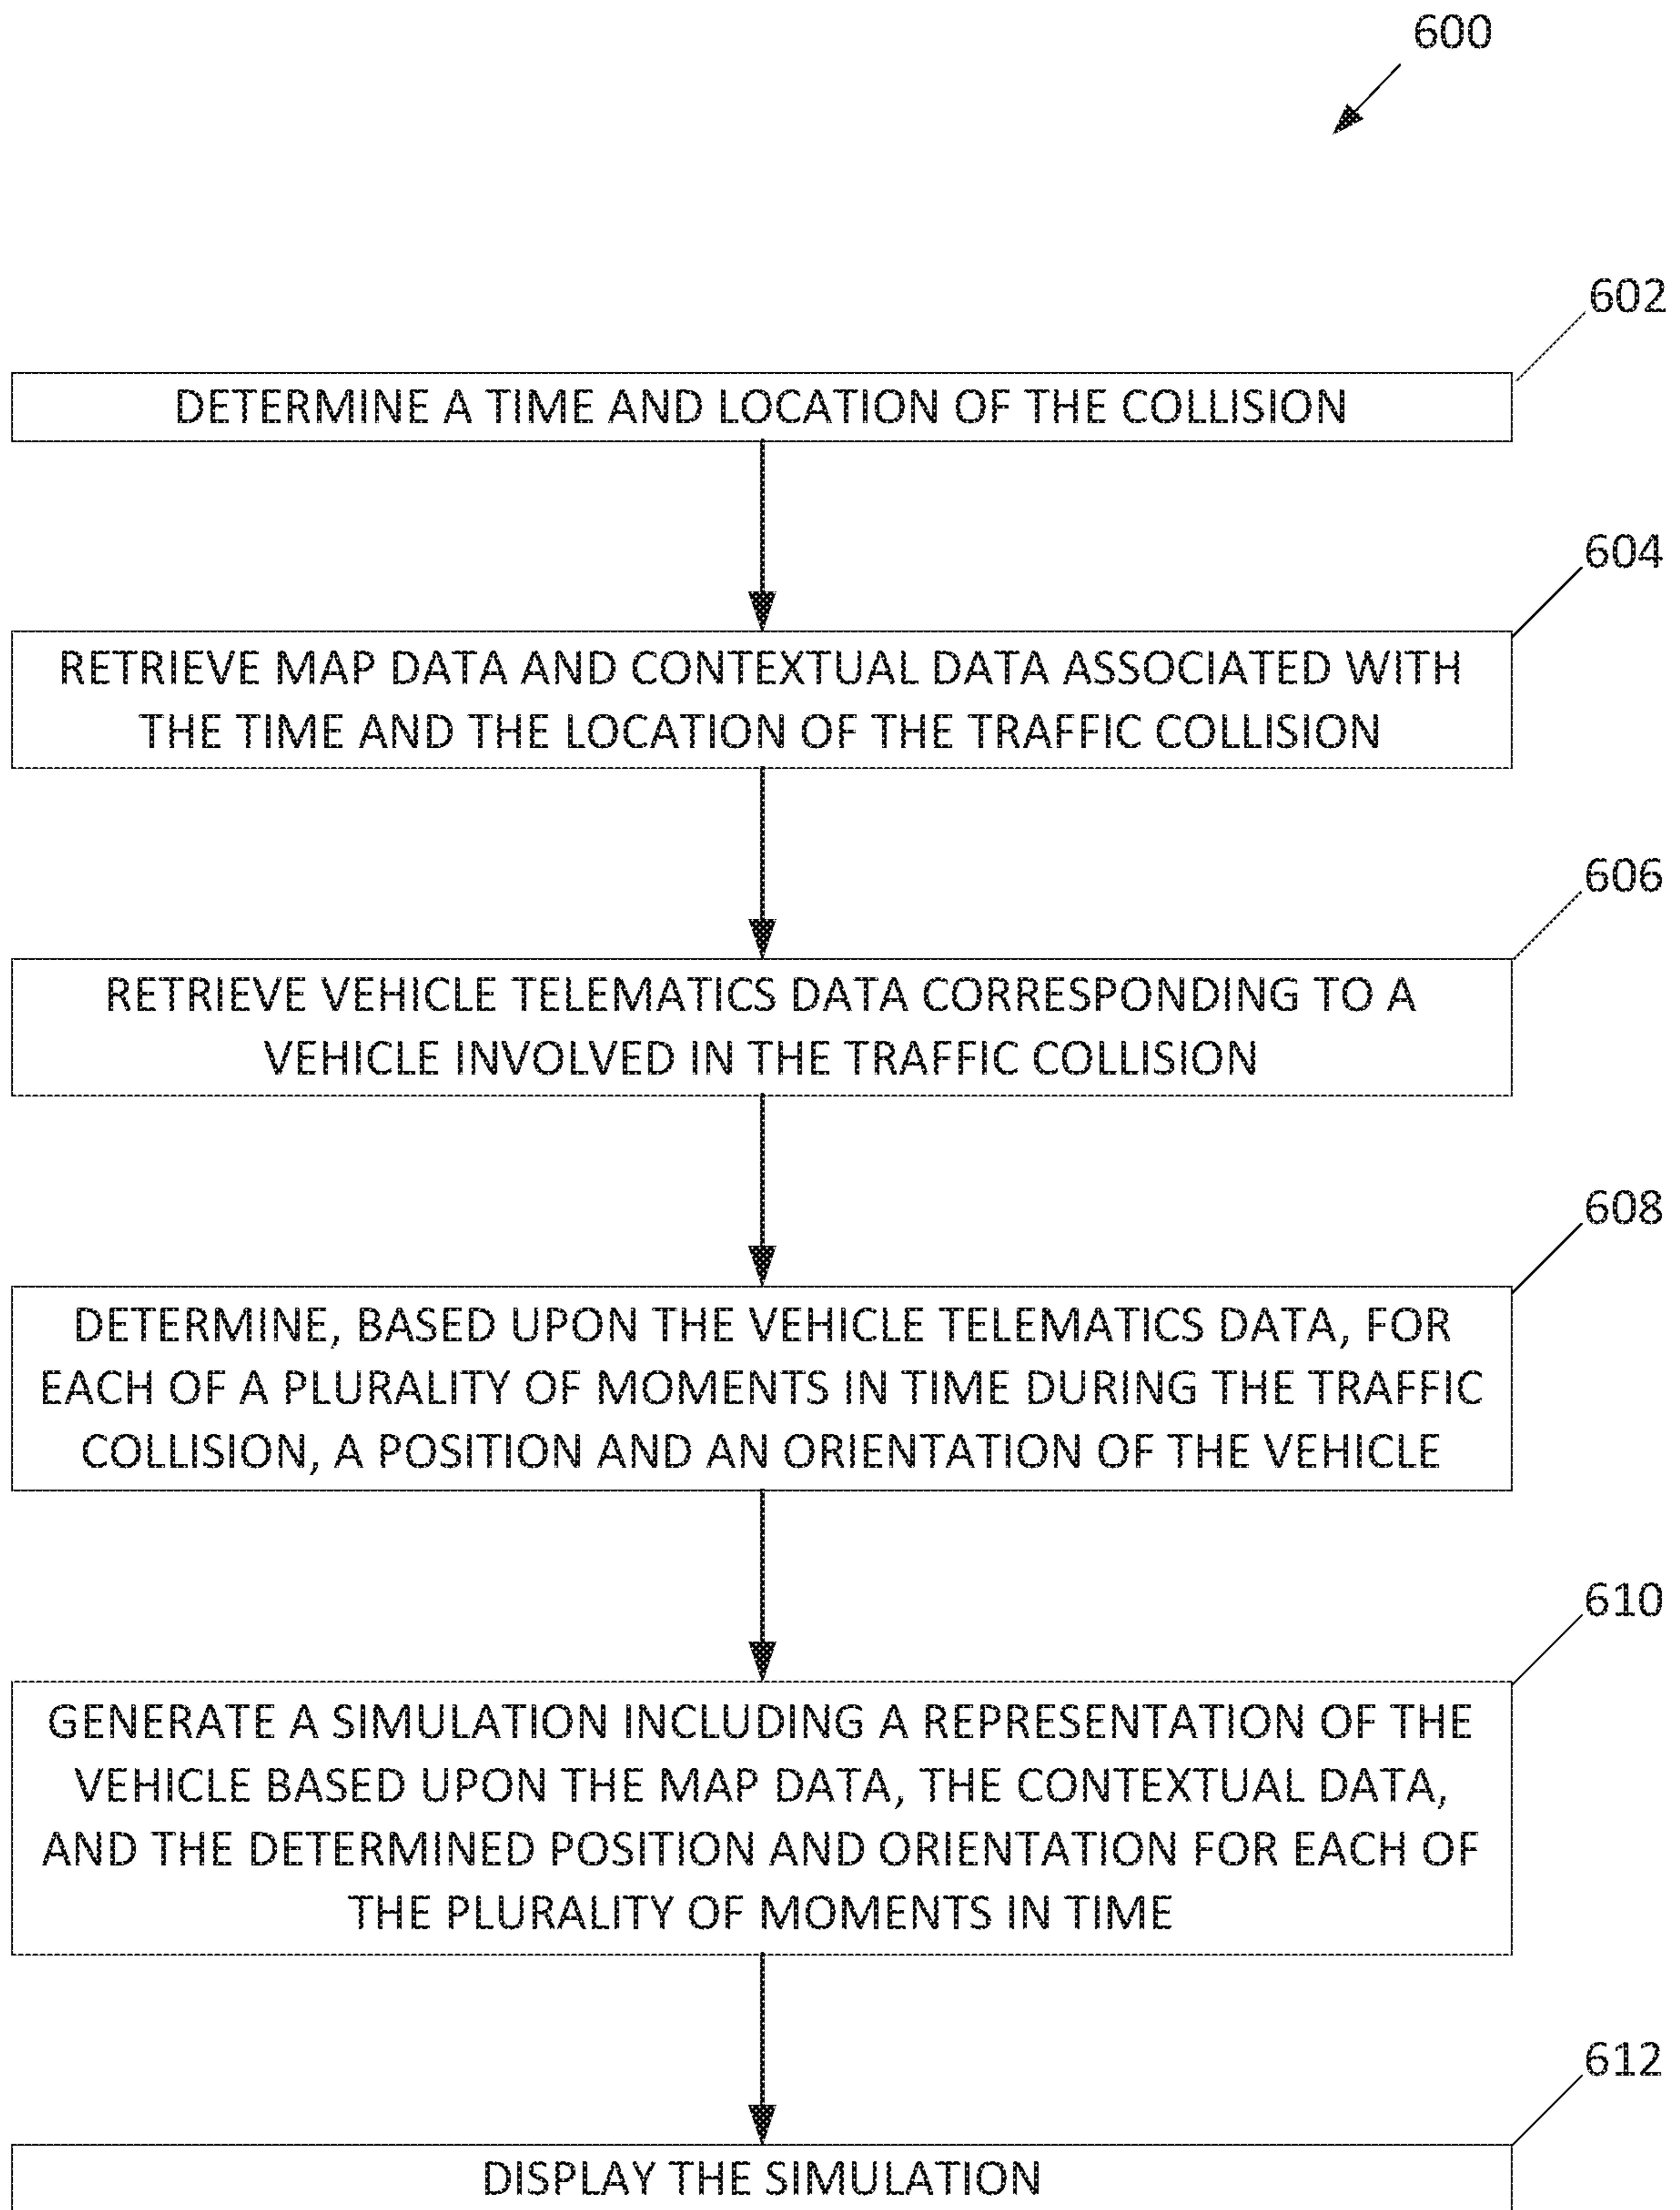 600
602
DETERMINE A TIME AND LOCATION OF THE COLLISION
604
RETRIEVE MAP DATA AND CONTEXTUAL DATA ASSOCIATED WITH
THE TIME AND THE LOCATION OF THE TRAFFIC COLLISION
606
RETRIEVE VEHICLE TELEMATICS DATA CORRESPONDING TO A
VEHICLE INVOLVED IN THE TRAFFIC COLLISION
608
DETERMINE, BASED UPON THE VEHICLE TELEMATICS DATA, FOR
EACH OF A PLURALITY OF MOMENTS IN TIME DURING THE TRAFFIC
COLLISION, A POSITION AND AN ORIENTATION OF THE VEHICLE
610
GENERATE A SIMULATION INCLUDING A REPRESENTATION OF THE
VEHICLE BASED UPON THE MAP DATA, THE CONTEXTUAL DATA,
AND THE DETERMINED POSITION AND ORIENTATION FOR EACH OF
THE PLURALITY OF MOMENTS IN TIME
612
DISPLAY THE SIMULATION